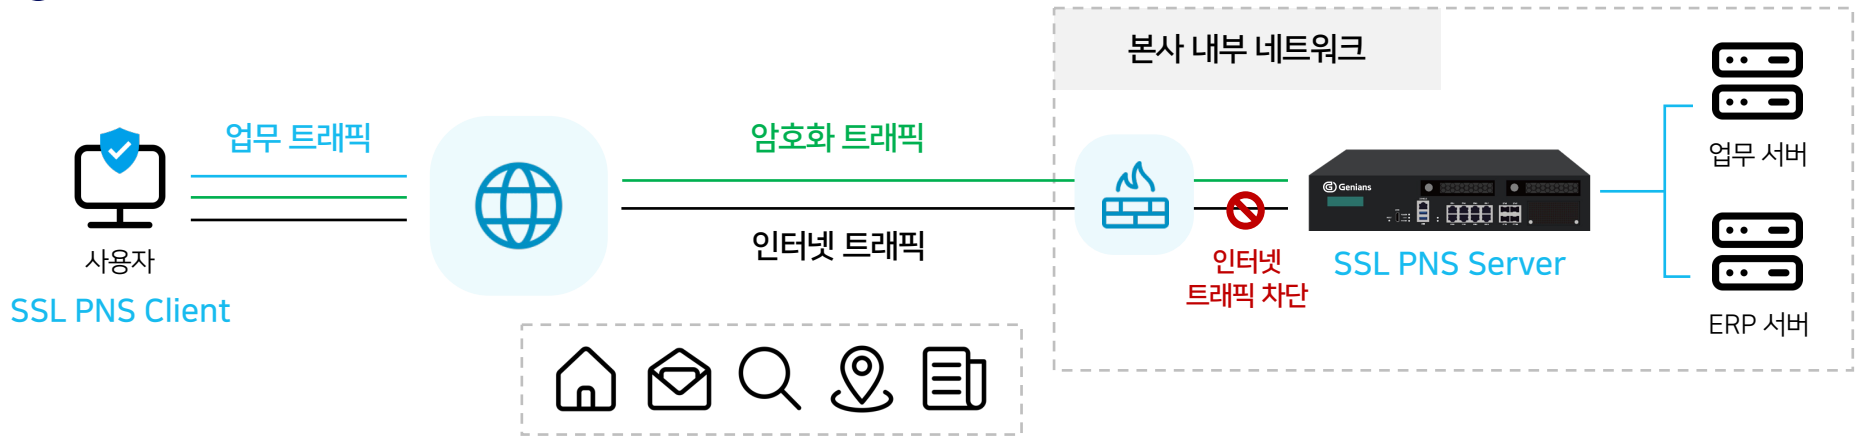 본사 내부 네트워크
업무 트래픽
암호화 트래픽
인터넷 트래픽
사용자
SSL PNS Client
인터넷
트래픽 차단
Genians
SSL PNS Server
업무 서버
ERP 서버